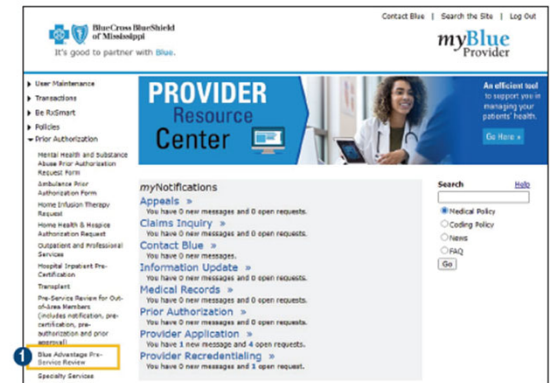 Contact Blue | Search the Site | Log Out
BlueCross BlueShield
of Mississippi
It's good to partner with Blue.
myBlue
Provider
User Maintenance
Transactions
Be RxSmart
Policies
Prior Authorization
Mental Health and Substance
Abuse Prior Authorization
Request Form
Ambulance Prior
Authorization Form
Home Infusion Therapy
Request
Home Health & Hospice
Authorization Request
Outpatient and Professional
Services
Hospital Inpatient Pre-
Certification
Transplant
Pre-Service Review for Out-
of-Area Members
(includes notification, pre-
certification, pre-
authorization and prior
approval)
1 Blue Advantage Pre-
Service Review
Specialty Services
PROVIDER
Resource
Center
An efficient tool
to support you in
managing your
patients' health.
Go Here »
myNotifications
Appeals »
You have 0 new messages and 0 open requests.
Claims Inquiry »
You have 0 new messages and 0 open requests.
Contact Blue »
You have 0 new messages.
Information Update »
You have 0 new messages and 0 open requests.
Medical Records »
You have 0 new messages and 0 open requests.
Prior Authorization »
You have 0 new messages and 0 open requests.
Provider Application »
You have 1 new message and 4 open requests.
Provider Recredentialing »
You have 0 new messages and 1 open request.
Search Help
Medical Policy
Coding Policy
News
FAQ
Go